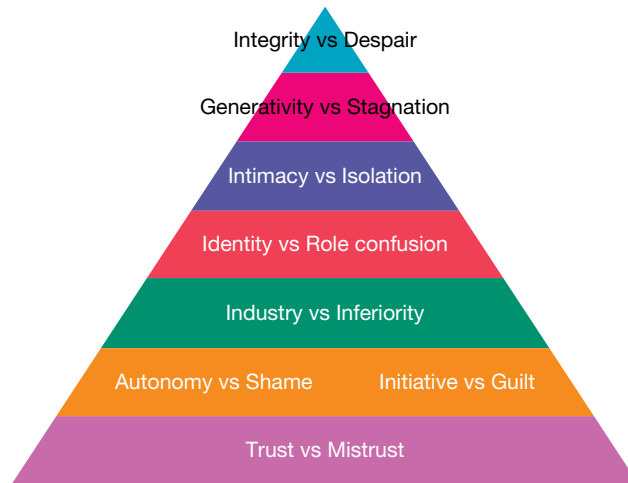 Integrity vs Despair
Generativity vs Stagnation
Intimacy vs Isolation
Identity vs Role confusion
Industry vs Inferiority
Autonomy vs Shame Initiative vs Guilt
Trust vs Mistrust